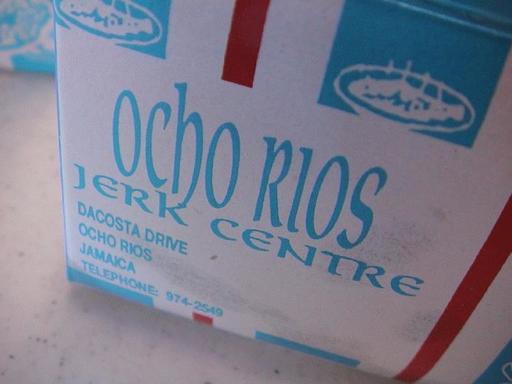 Ocho Rios
Jerk Centre
DACOSTA DRIVE
OCHO RIOS
JAMAICA
TELEPHONE: 974-2549